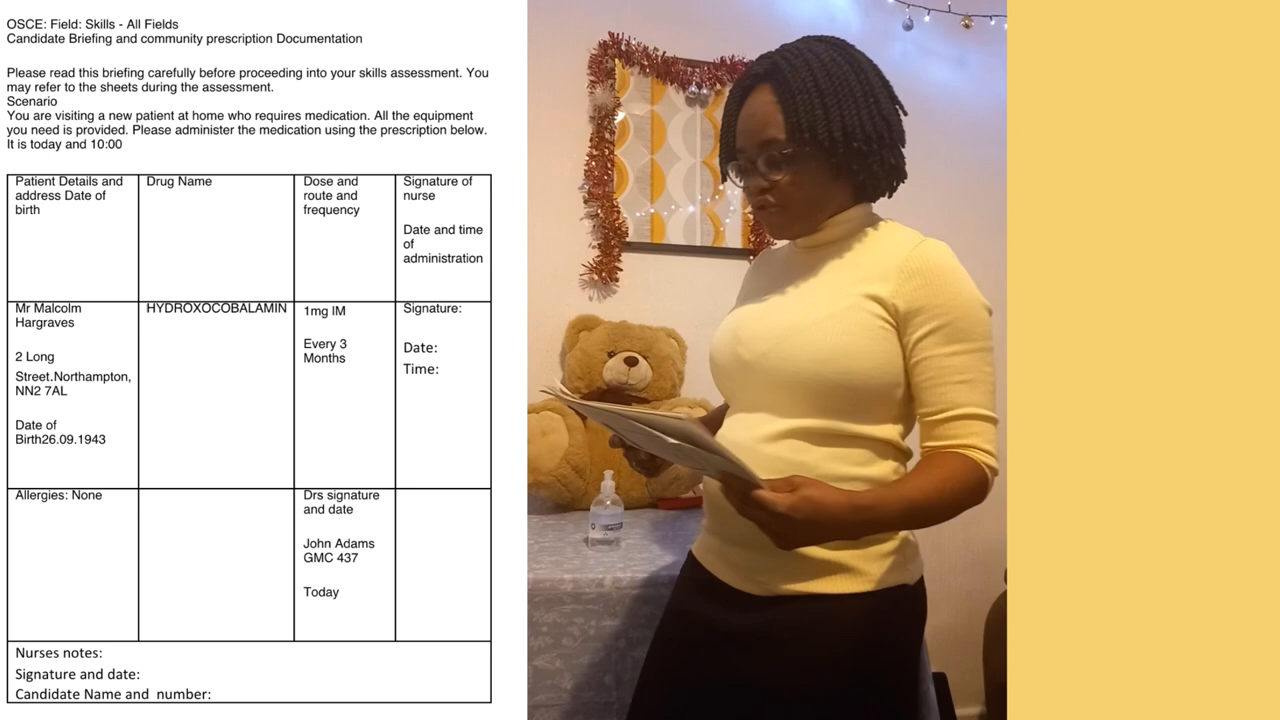 OSCE: Field: Skills - All Fields
Candidate Briefing and community prescription Documentation
Please read this briefing carefully before proceeding into your skills assessment. You
may refer to the sheets during the assessment.
Scenario
You are visiting a new patient at home who requires medication. All the equipment
you need is provided. Please administer the medication using the prescription below.
It is today and 10:00
Patient Details and
address Date of
birth
Drug Name
Dose and
route and
frequency
Signature of
nurse
Date and time
of
administration
Mr Malcolm
Hargraves
2 Long
Street.Northampton,
NN2 7AL
Date of
Birth26.09.1943
HYDROXOCOBALAMIN
1mg IM
Every 3
Months
Signature:
Date:
Time:
Allergies: None
Drs signature
and date
John Adams
GMC 437
Today
Nurses notes:
Signature and date:
Candidate Name and  number: